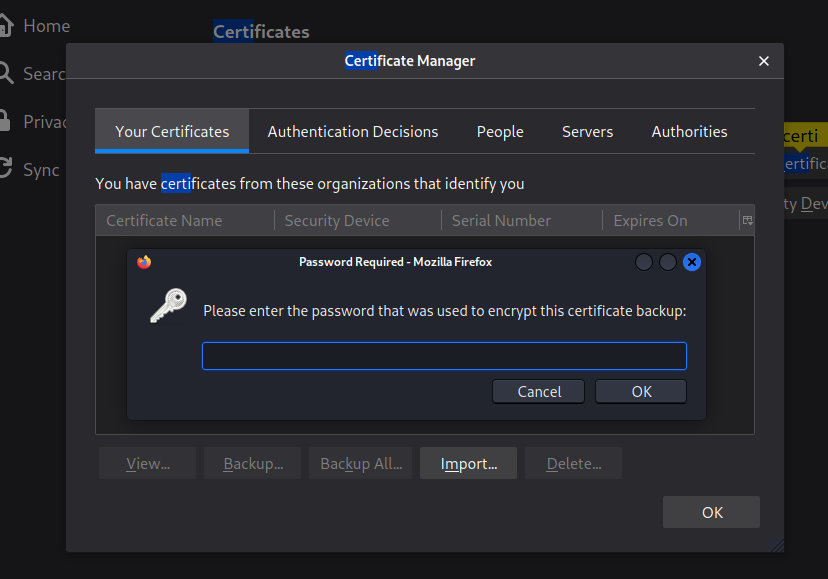 Home
Certificates
Certificate Manager
Searc
Your Certificates
Authentication Decisions
People
Servers
Authorities
Privac
certi
ertific
Sync
You have certificates from these organizations that identify you
ty Dev
Certificate Name
Security Device
Serial Number
Expires On
Password Required - Mozilla Firefox
Please enter the password that was used to encrypt this certificate backup:
Cancel
OK
View...
Backup...
Backup All...
Import...
Delete...
OK